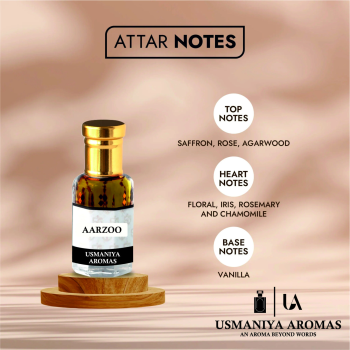 ATTAR NOTES
TOP
NOTES
SAFFRON, ROSE, AGARWOOD
HEART
NOTES
FLORAL, IRIS, ROSEMARY
AND CHAMOMILE
BASE
NOTES
VANILLA
AARZOO
USMANIYA
AROMAS
UA
USMANIYA AROMAS
AN AROMA BEYOND WORDS